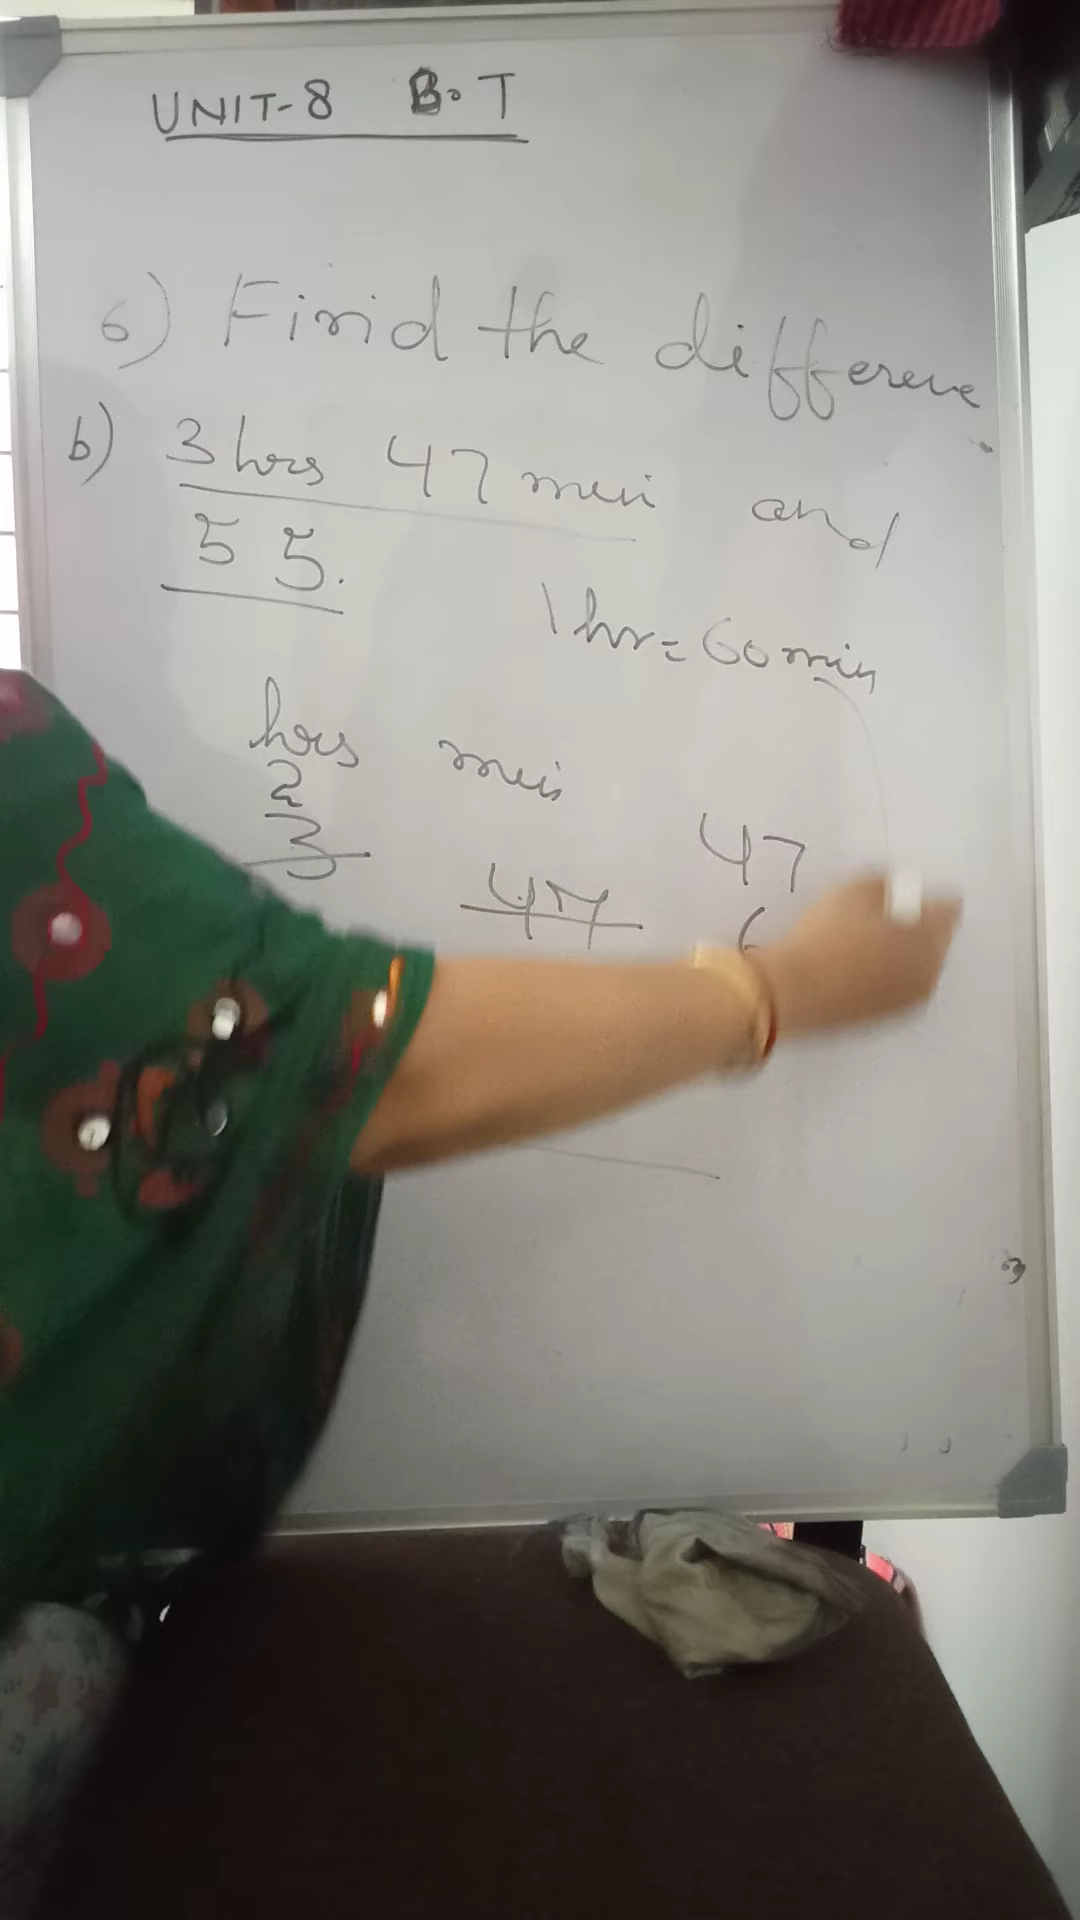 UNIT-8 B.T
6) Find the difference
b) 3 hrs 47 min and
55.
1 hr = 60 min
hrs min
2
3 47 47
6